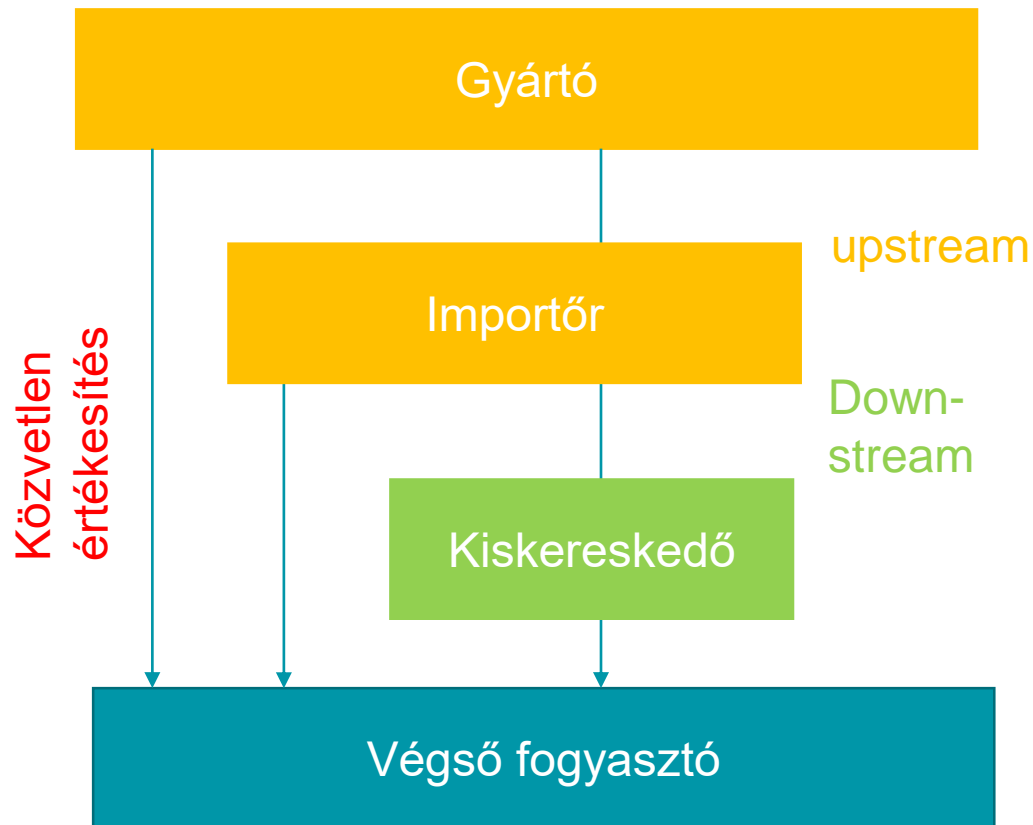 Gyártó
upstream
Importőr
Közvetlen
értékesítés
Down-
stream
Kiskereskedő
Végső fogyasztó